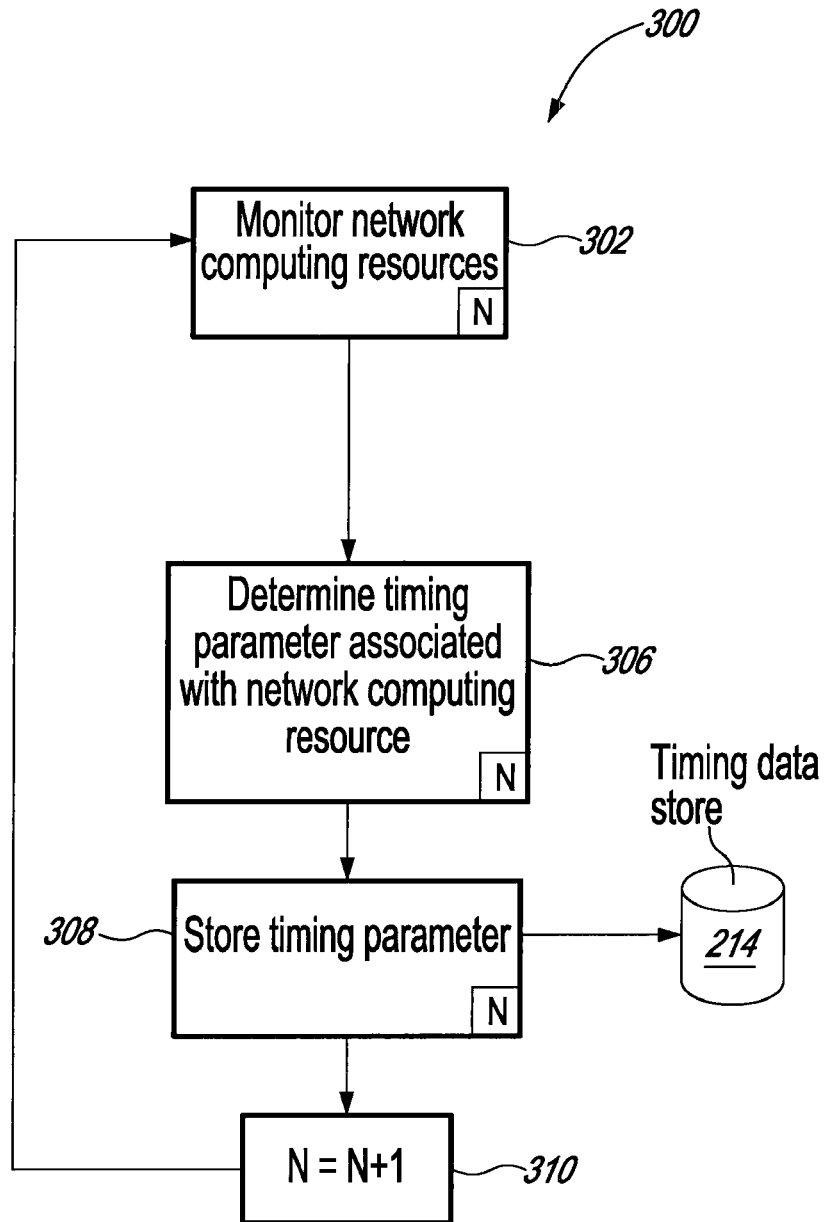 300
Monitor network
computing resources
N
302
Determine timing
parameter associated
with network computing
resource
N
306
Timing data
store
214
308
Store timing parameter
N
N = N+1
310